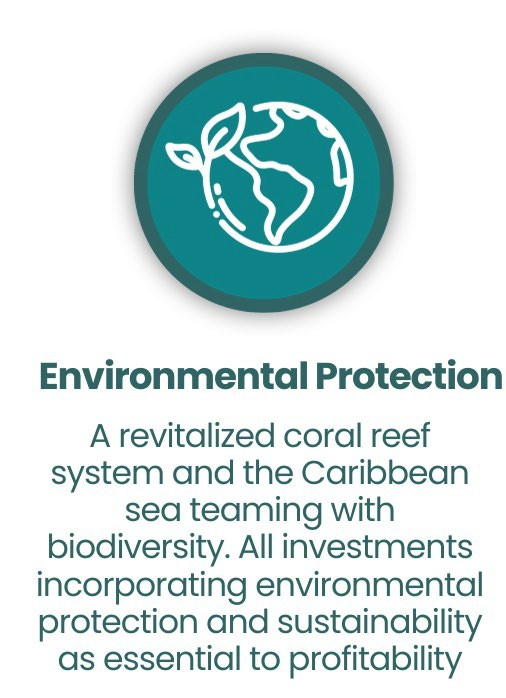 Environmental Protection
A revitalized coral reef
system and the Caribbean
sea teaming with
biodiversity. All investments
incorporating environmental
protection and sustainability
as essential to profitability